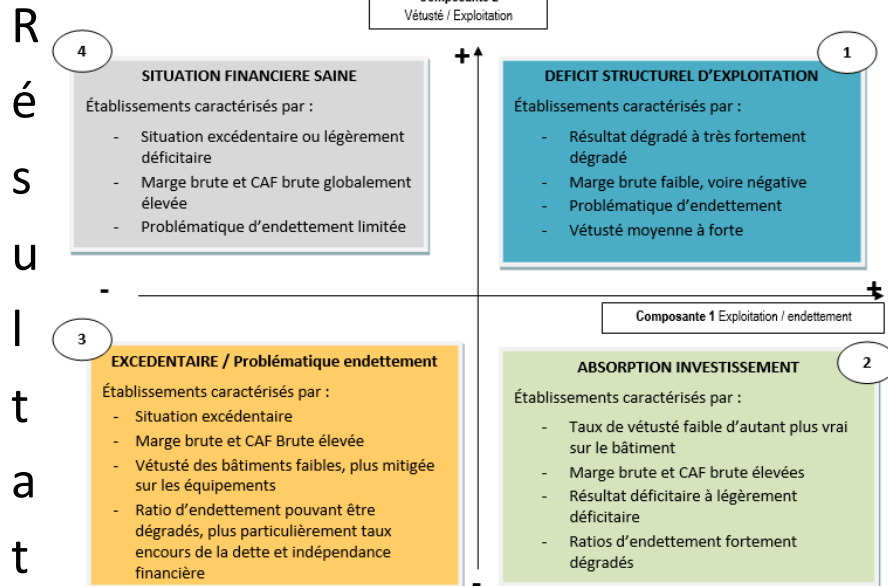 Résultat
Composante 2
Vétusté / Exploitation
+
4
SITUATION FINANCIERE SAINE
Établissements caractérisés par :
- Situation excédentaire ou légèrement
déficitaire
- Marge brute et CAF brute globalement
élevée
- Problématique d'endettement limitée
1
DEFICIT STRUCTUREL D'EXPLOITATION
Établissements caractérisés par :
- Résultat dégradé à très fortement
dégradé
- Marge brute faible, voire négative
- Problématique d'endettement
- Vétusté moyenne à forte
-
+
Composante 1 Exploitation / endettement
3
EXCEDENTAIRE / Problématique endettement
Établissements caractérisés par :
- Situation excédentaire
- Marge brute et CAF Brute élevée
- Vétusté des bâtiments faibles, plus mitigée
sur les équipements
- Ratio d'endettement pouvant être
dégradés, plus particulièrement taux
encours de la dette et indépendance
financière
2
ABSORPTION INVESTISSEMENT
Établissements caractérisés par :
- Taux de vétusté faible d'autant plus vrai
sur le bâtiment
- Marge brute et CAF brute élevées
- Résultat déficitaire à légèrement
déficitaire
- Ratios d'endettement fortement
dégradés
-